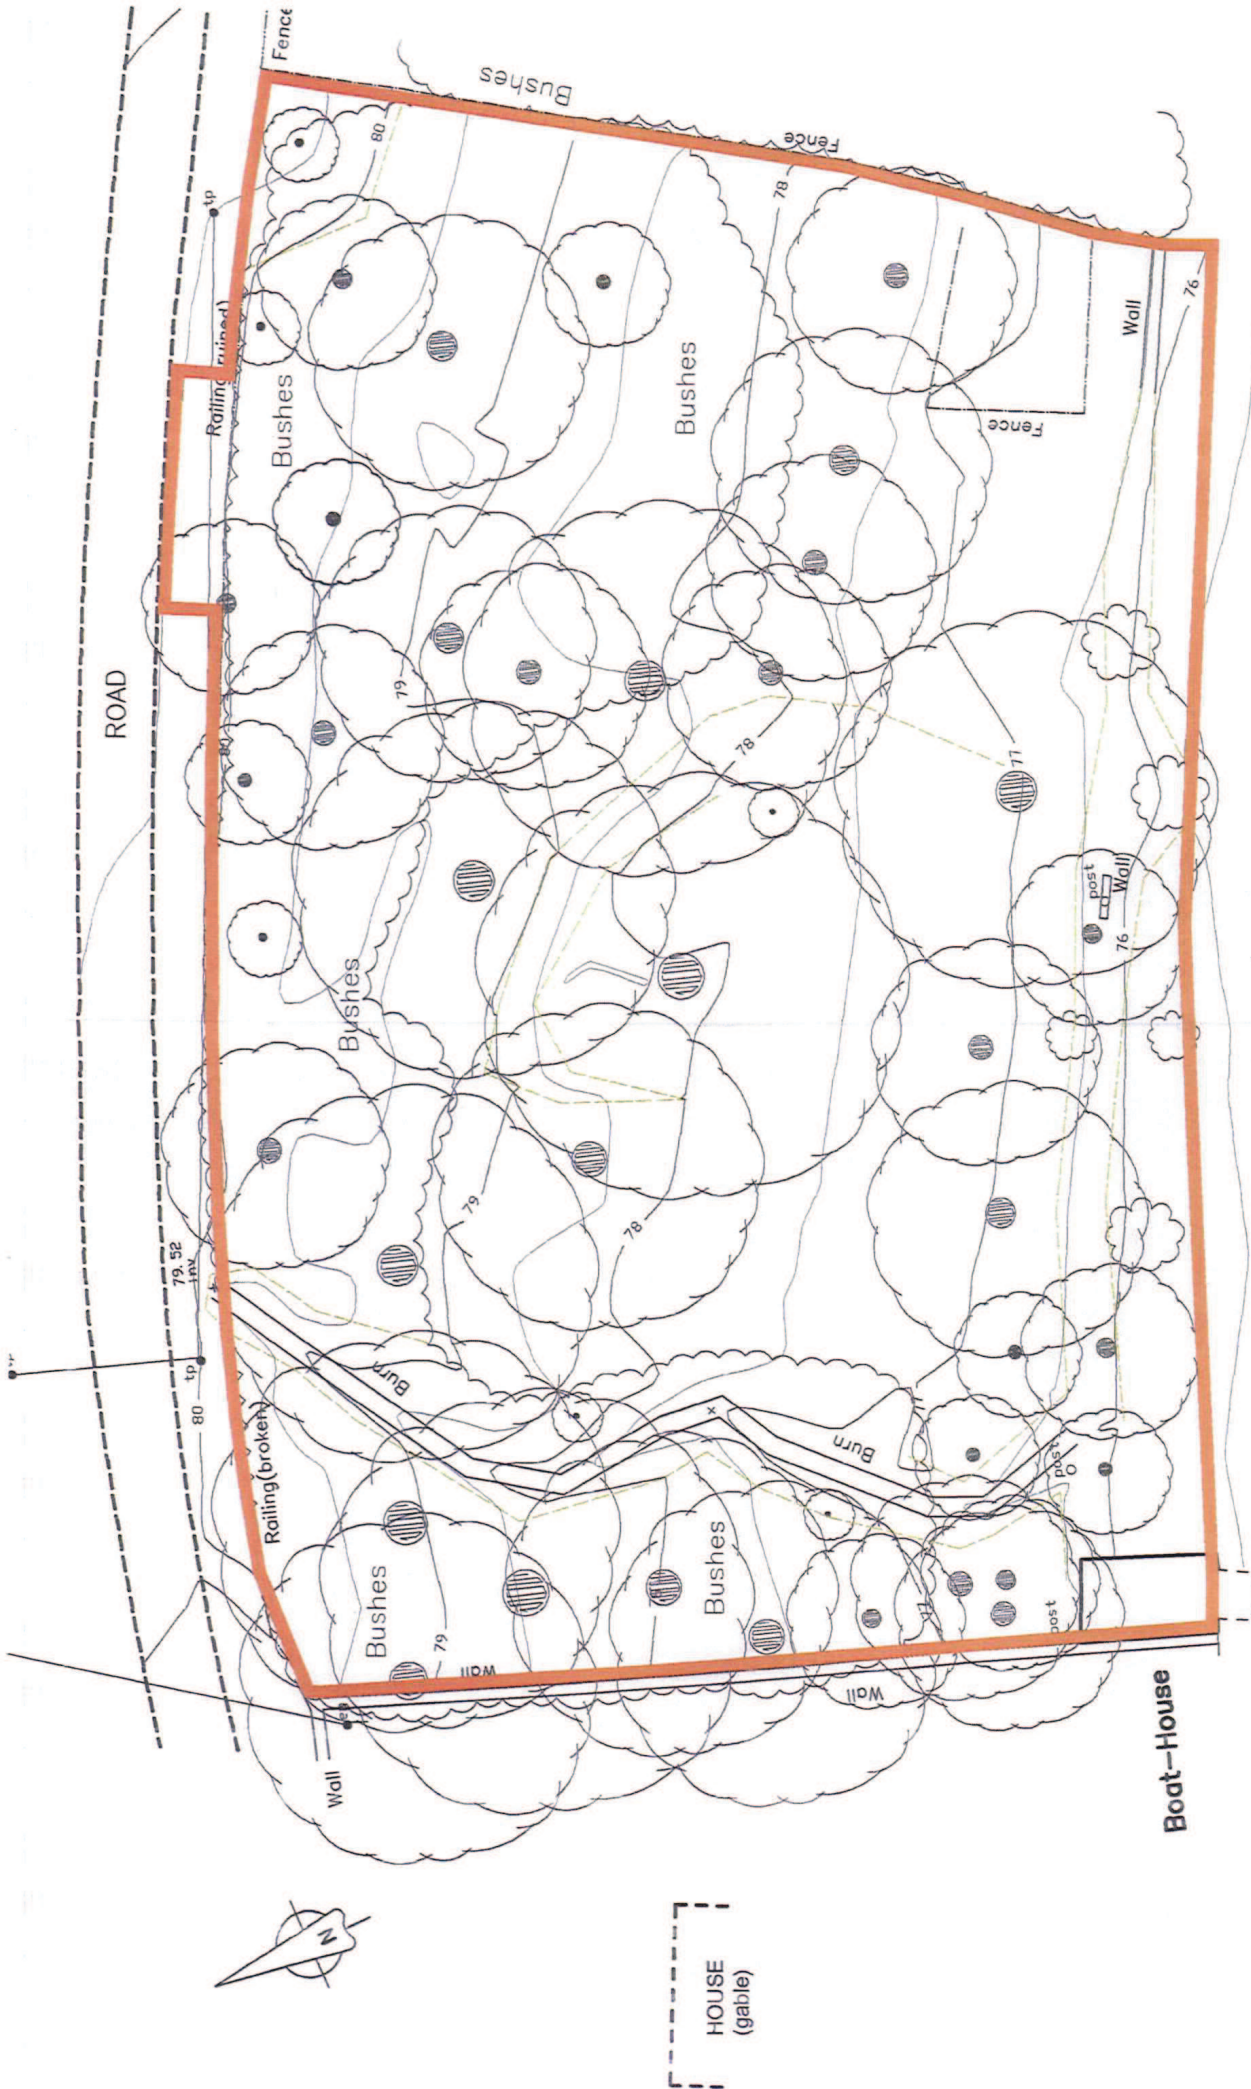 Fence
Bushes
80
tp
Railing(ruined)
Bushes
Fence
78
Bushes
76
Wall
Fence
ROAD
79
80
78
77
post
Wall
76
Bushes
79
78
79.52
inv
tp
80
Burn
Railing(broken)
Burn
post
Bushes
Bushes
79
post
Wall
Wall
Wall
Boat-House
N
HOUSE
(gable)